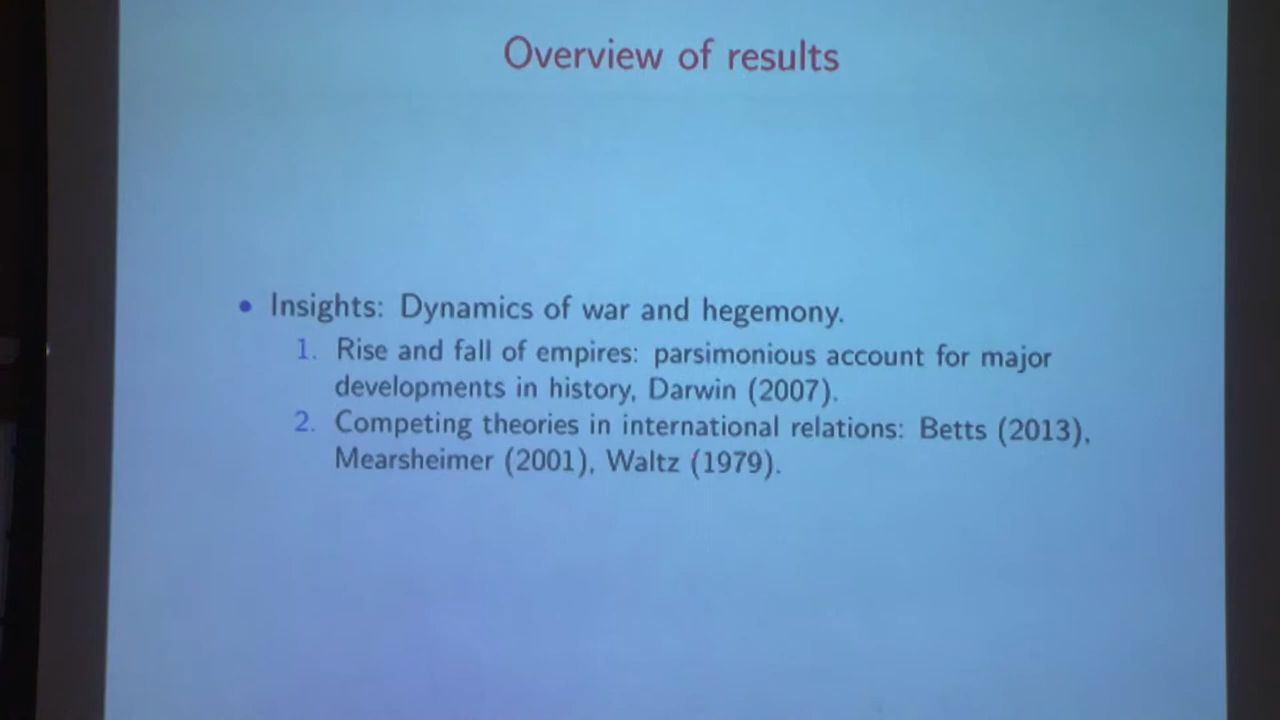 Overview of results
• Insights: Dynamics of war and hegemony.
1. Rise and fall of empires: parsimonious account for major
developments in history, Darwin (2007).
2. Competing theories in international relations: Betts (2013),
Mearsheimer (2001), Waltz (1979).